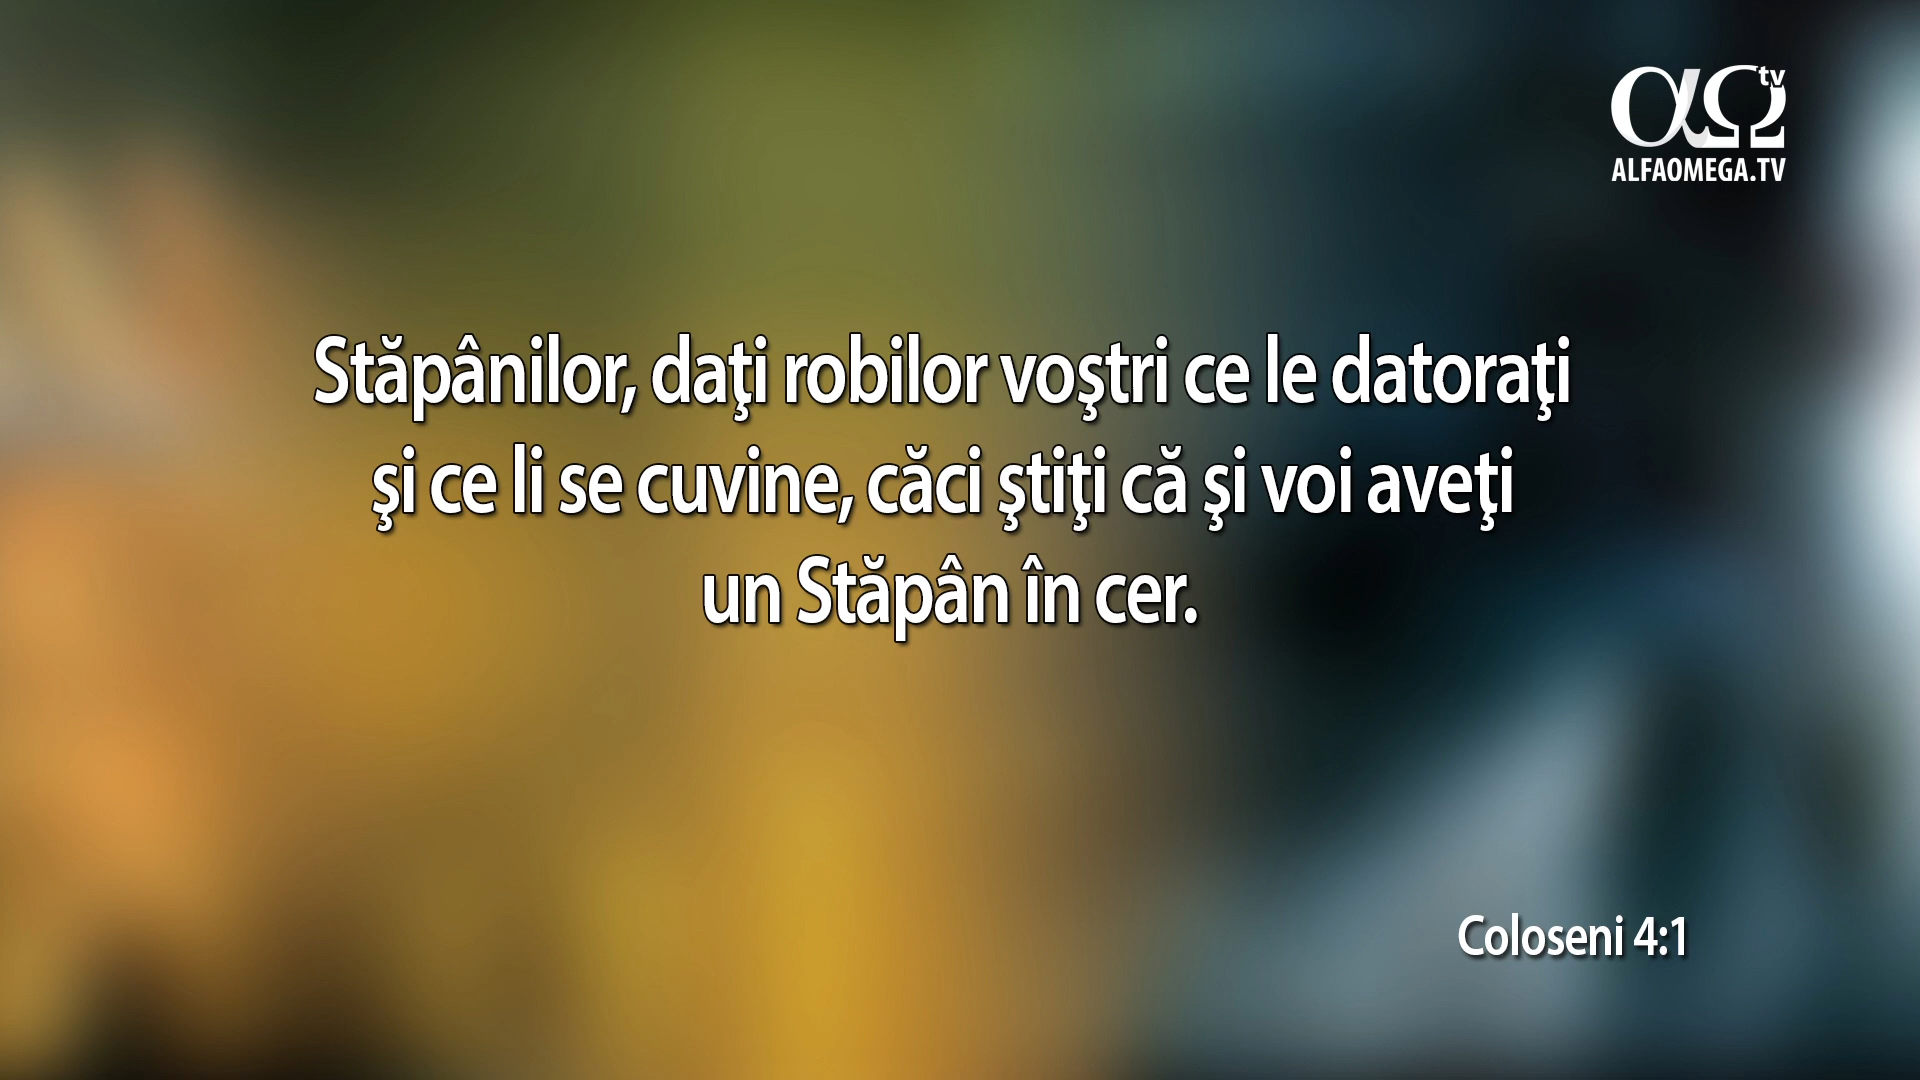 αΩ tv
ALFAOMEGA.TV
Stăpânilor, daţi robilor voştri ce le datoraţi
şi ce li se cuvine, căci ştiţi că şi voi aveţi
un Stăpân în cer.
Coloseni 4:1